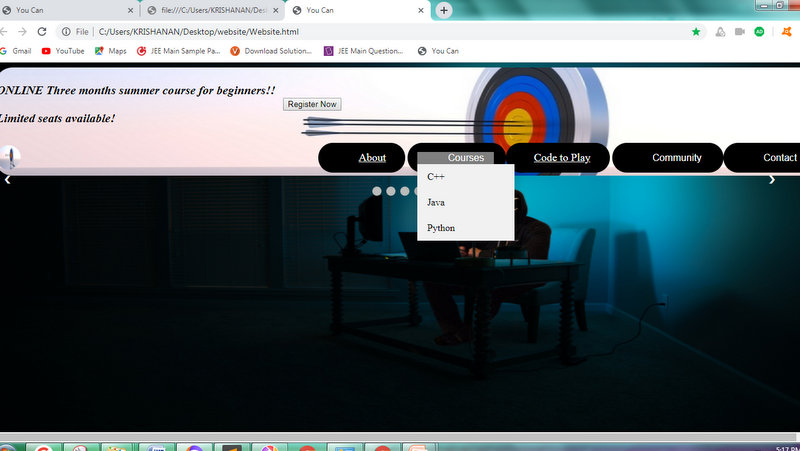 You Can
file:///C:/Users/KRISHANAN/Desk
You Can
File C:/Users/KRISHANAN/Desktop/website/Website.html
Gmail YouTube Maps JEE Main Sample Pa... Download Solution... JEE Main Question... You Can
ONLINE Three months summer course for beginners!!
Register Now
Limited seats available!
About Courses Code to Play Community Contact
C++
Java
Python
5:17 PM